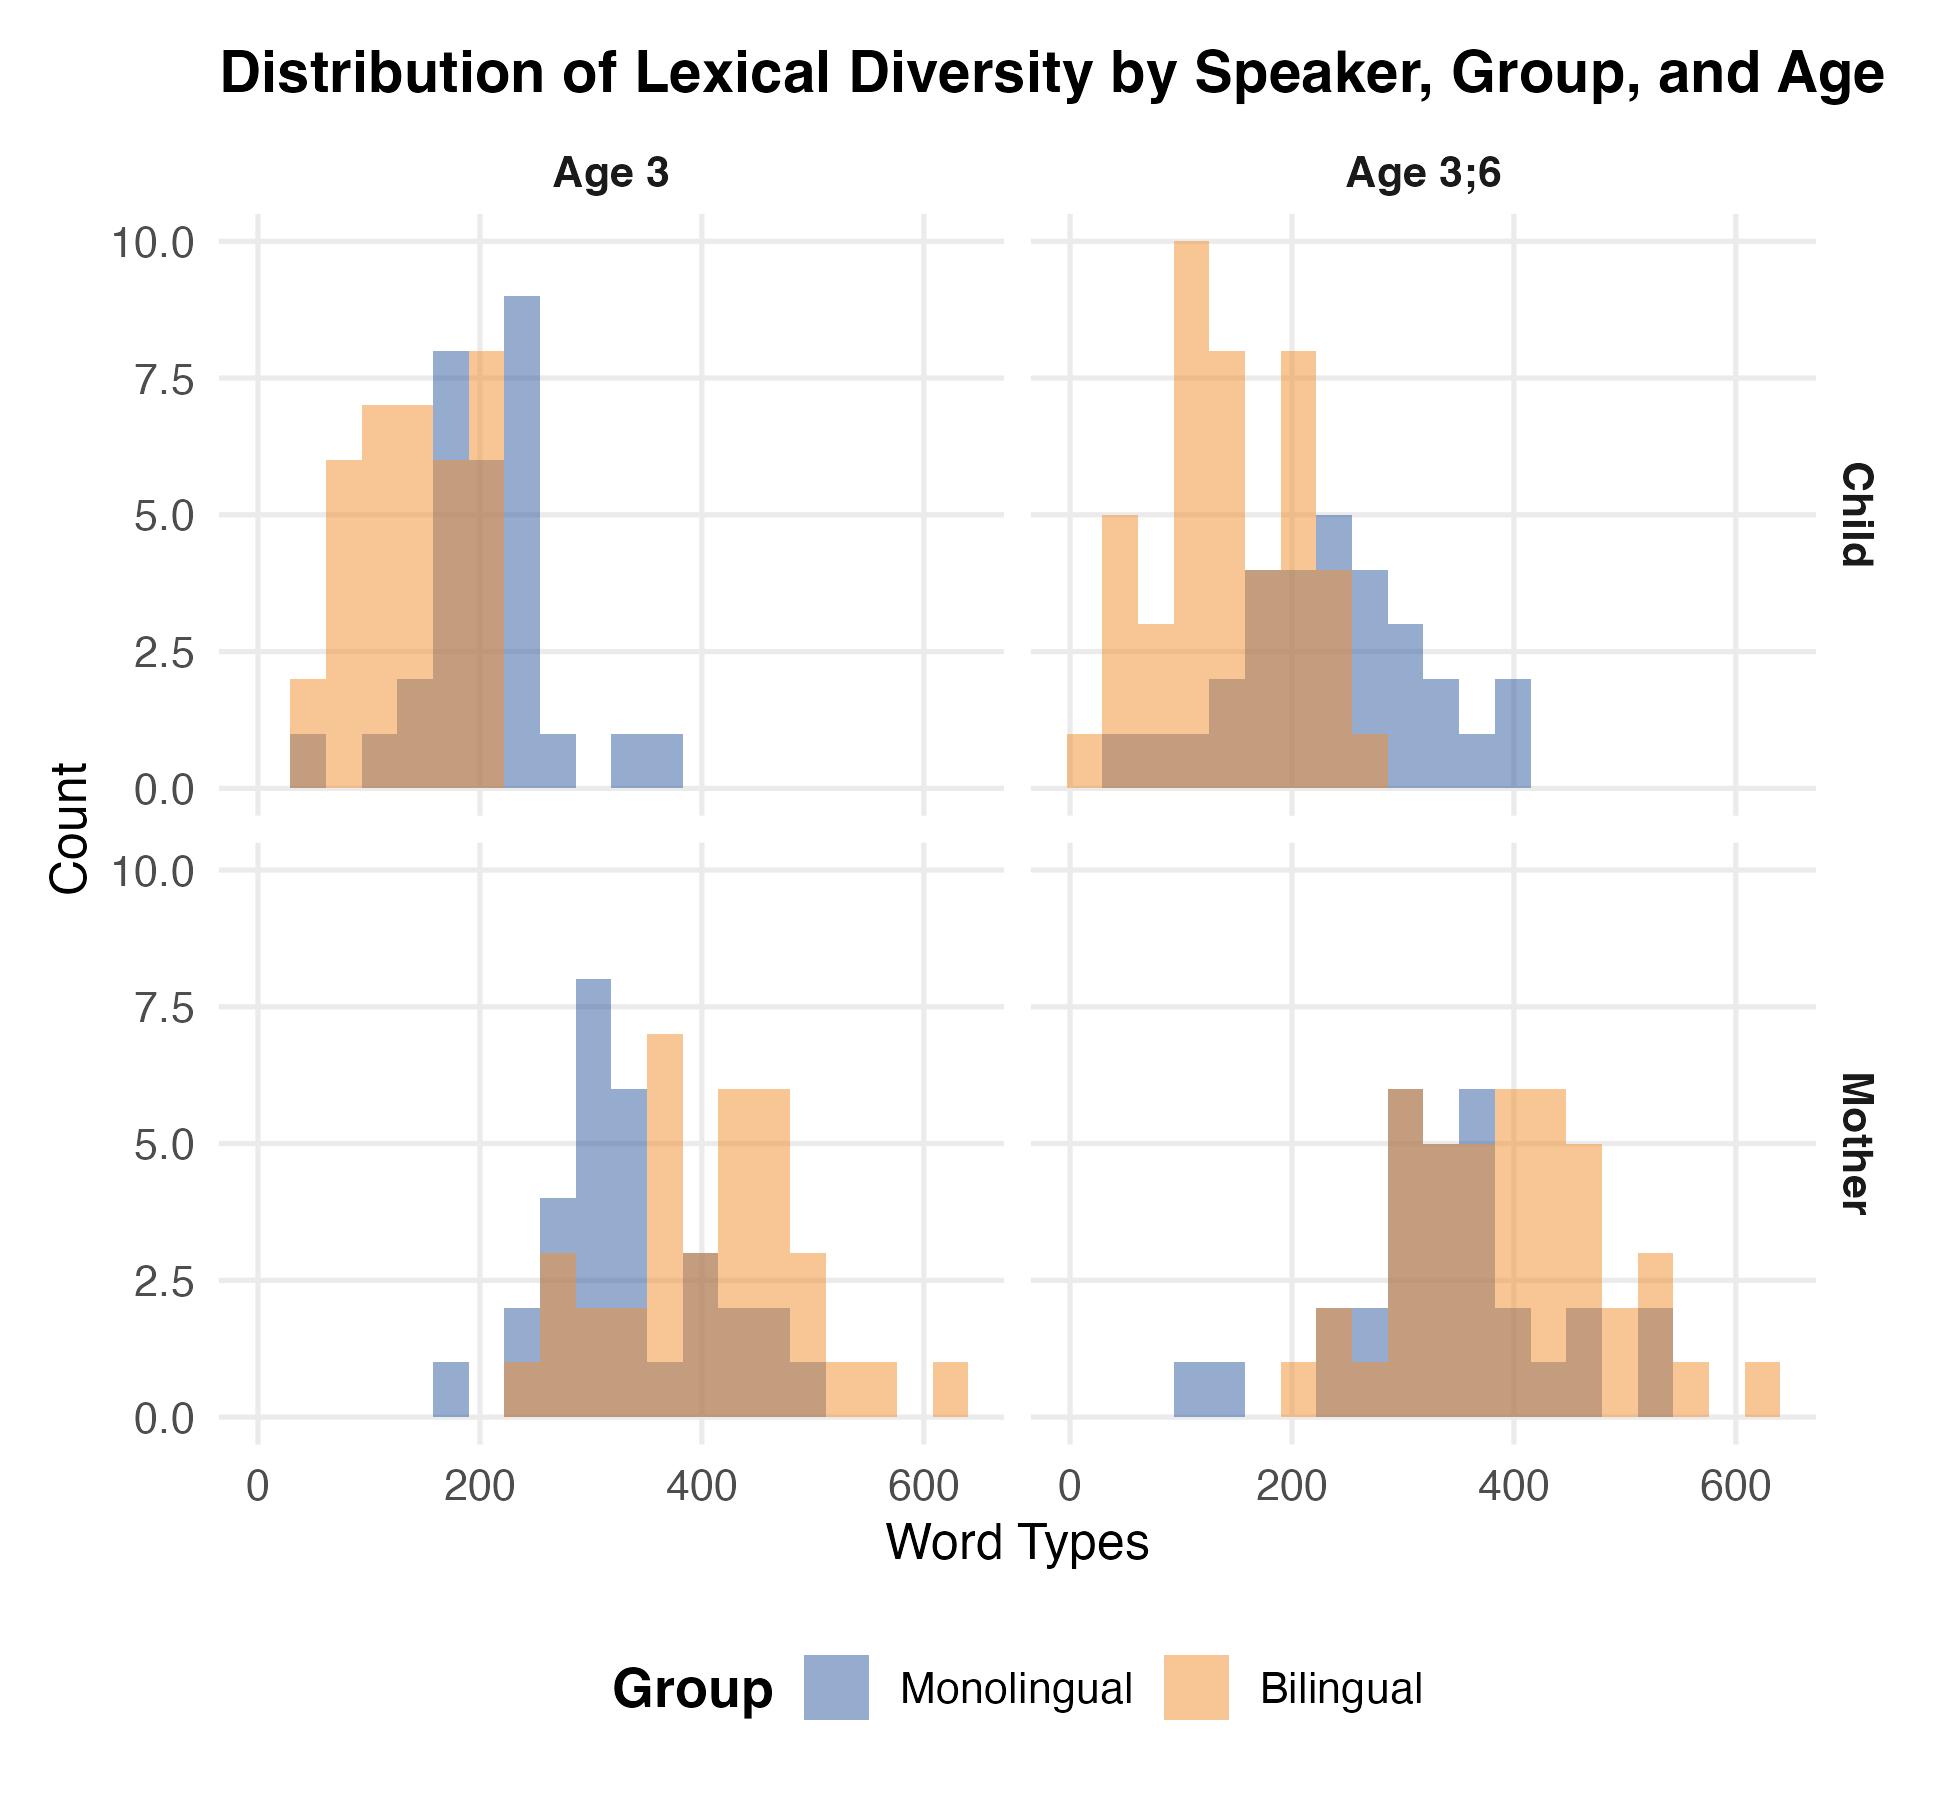 Distribution of Lexical Diversity by Speaker, Group, and Age
Age 3
Age 3;6
10.0
7.5
5.0
2.5
0.0
Child
10.0
7.5
5.0
2.5
0.0
Mother
Count
0
200
400
600
0
200
400
600
Word Types
Group
Monolingual
Bilingual